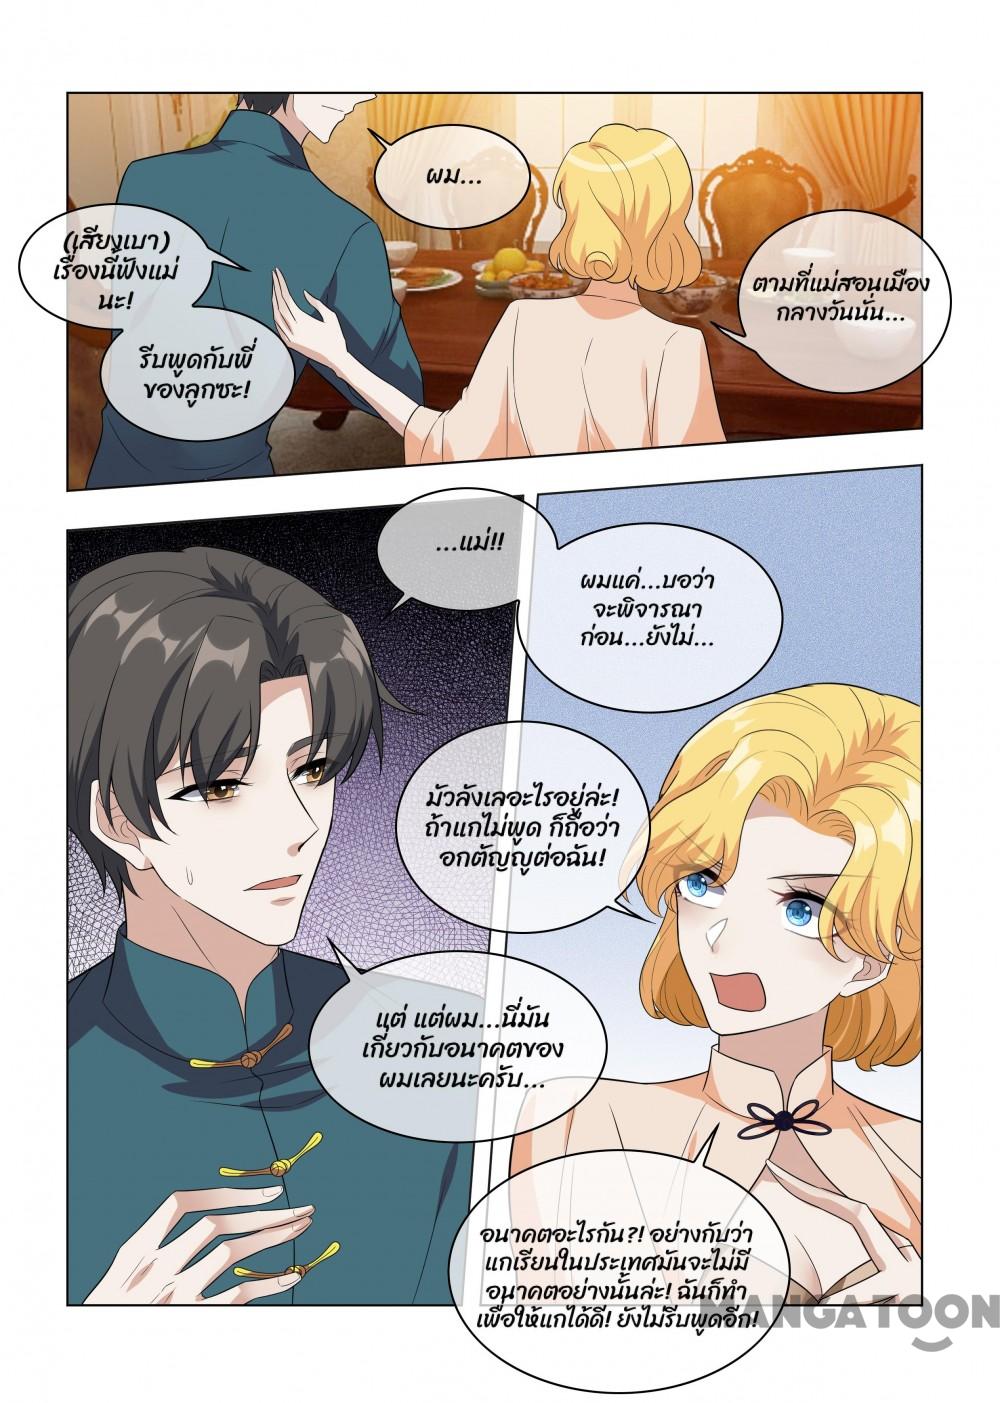 ผม...
(เสียงเบา)
เรื่องนี้ฟังแม่
นะ!
รีบพูดกับพี่
ของลูกซะ!
ตามที่แม่สอนเมือง
กลางวันนั่น...
...แม่!!
ผมแค่...บอว่า
จะพิจารณา
ก่อน...ยังไม่...
มัวลังเลอะไรอยู่ล่ะ!
ถ้าแกไม่พูด ก็ถือว่า
อกตัญญูต่อฉัน!
แต่ แต่ผม...นี่มัน
เกี่ยวกับอนาคตของ
ผมเลยนะครับ...
อนาคตอะไรกัน?! อย่างกับว่า
แกเรียนในประเทศมันจะไม่มี
อนาคตอย่างนั้นล่ะ! ฉันก็ทำ
เพื่อให้แกได้ดี! ยังไม่รีบพูดอีก!
MANGATOON